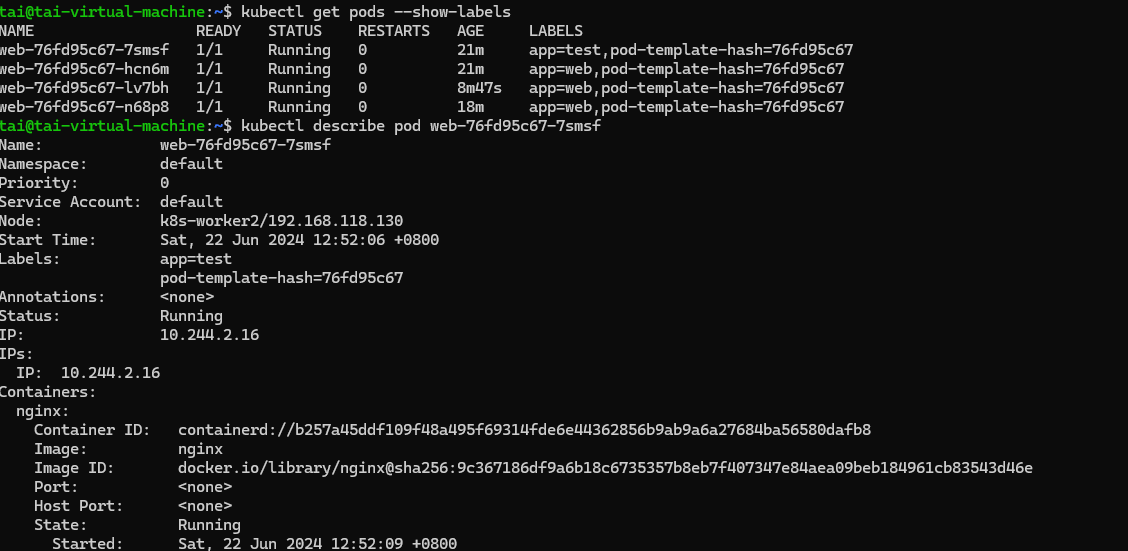 tai@tai-virtual-machine:~$ kubectl get pods --show-labels
NAME                  READY   STATUS    RESTARTS   AGE     LABELS
web-76fd95c67-7smsf   1/1     Running   0          21m     app=test,pod-template-hash=76fd95c67
web-76fd95c67-hcn6m   1/1     Running   0          21m     app=web,pod-template-hash=76fd95c67
web-76fd95c67-lv7bh   1/1     Running   0          8m47s   app=web,pod-template-hash=76fd95c67
web-76fd95c67-n68p8   1/1     Running   0          18m     app=web,pod-template-hash=76fd95c67
tai@tai-virtual-machine:~$ kubectl describe pod web-76fd95c67-7smsf
Name:             web-76fd95c67-7smsf
Namespace:        default
Priority:         0
Service Account:  default
Node:             k8s-worker2/192.168.118.130
Start Time:       Sat, 22 Jun 2024 12:52:06 +0800
Labels:           app=test
                  pod-template-hash=76fd95c67
Annotations:      <none>
Status:           Running
IP:               10.244.2.16
IPs:
  IP:  10.244.2.16
Containers:
  nginx:
    Container ID:   containerd://b257a45ddf109f48a495f69314fde6e44362856b9ab9a6a27684ba56580dafb8
    Image:          nginx
    Image ID:       docker.io/library/nginx@sha256:9c367186df9a6b18c6735357b8eb7f407347e84aea09beb184961cb83543d46e
    Port:           <none>
    Host Port:      <none>
    State:          Running
      Started:      Sat, 22 Jun 2024 12:52:09 +0800